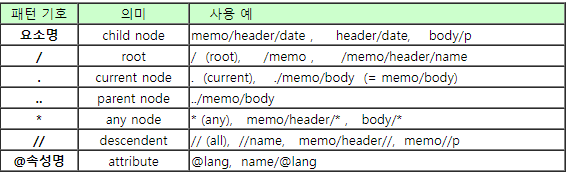 패턴 기호 의미 사용 예
요소명 child node memo/header/date , header/date, body/p
/ root / (root), /memo , /memo/header/name
. current node . (current), ./memo/body (= memo/body)
.. parent node ../memo/body
* any node * (any), memo/header/* , body/*
// descendent // (all), //name, memo/header//, memo//p
@속성명 attribute @lang, name/@lang